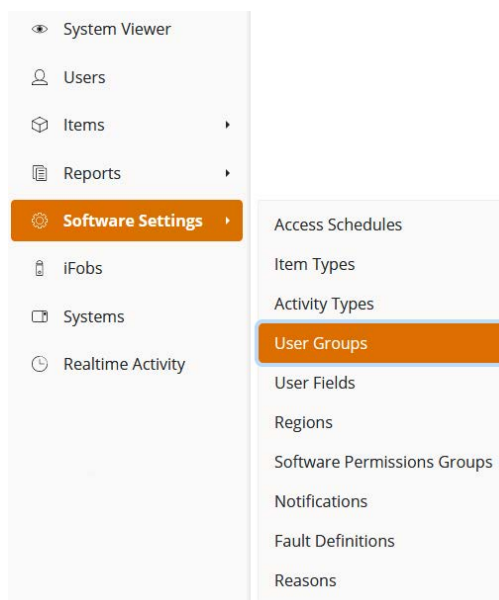 System Viewer
Users
Items
Reports
Software Settings
iFobs
Systems
Realtime Activity
Access Schedules
Item Types
Activity Types
User Groups
User Fields
Regions
Software Permissions Groups
Notifications
Fault Definitions
Reasons